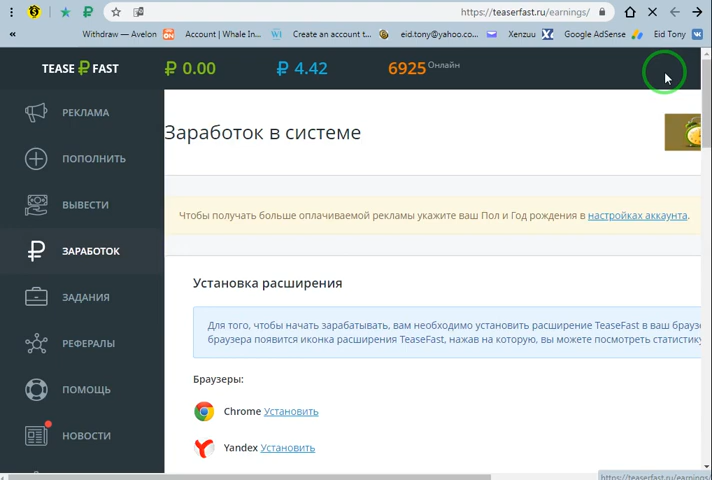 https://teaserfast.ru/earnings/
Withdraw — Avelon
Account | Whale In...
Create an account t...
eid.tony@yahoo.co...
Xenzuu
Google AdSense
Eid Tony
TEASE ₽ FAST
₽ 0.00
₽ 4.42
6925 Онлайн
РЕКЛАМА
ПОПОЛНИТЬ
ВЫВЕСТИ
ЗАРАБОТОК
ЗАДАНИЯ
РЕФЕРАЛЫ
ПОМОЩЬ
НОВОСТИ
Заработок в системе
Чтобы получать больше оплачиваемой рекламы укажите ваш Пол и Год рождения в настройках аккаунта.
Установка расширения
Для того, чтобы начать зарабатывать, вам необходимо установить расширение TeaseFast в ваш брауз
браузера появится иконка расширения TeaseFast, нажав на которую, вы можете посмотреть статистик
Браузеры:
Chrome Установить
Yandex Установить
https://teaserfast.ru/earnings/